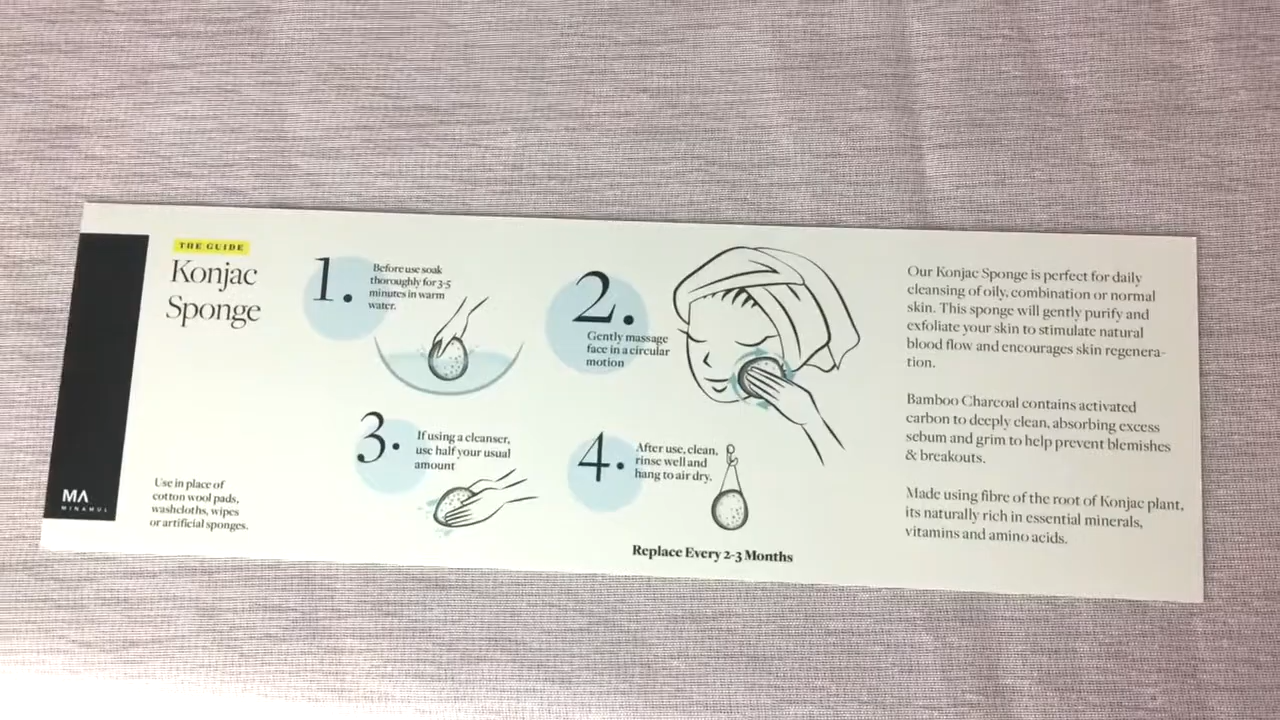 THE GUIDE
Konjac
Sponge
1.
Before use soak
thoroughly for 3-5
minutes in warm
water.
2.
Gently massage
face in a circular
motion
3.
If using a cleanser,
use half your usual
amount
4.
After use, clean,
rinse well and
hang to air dry.
Replace Every 2-3 Months
Use in place of
cotton wool pads,
washcloths, wipes
or artificial sponges.
MA
MINAMUL
Our Konjac Sponge is perfect for daily
cleansing of oily, combination or normal
skin. This sponge will gently purify and
exfoliate your skin to stimulate natural
blood flow and encourages skin regenera-
tion.
Bamboo Charcoal contains activated
carbon to deeply clean, absorbing excess
sebum and grim to help prevent blemishes
& breakouts.
Made using fibre of the root of Konjac plant,
its naturally rich in essential minerals,
vitamins and amino acids.